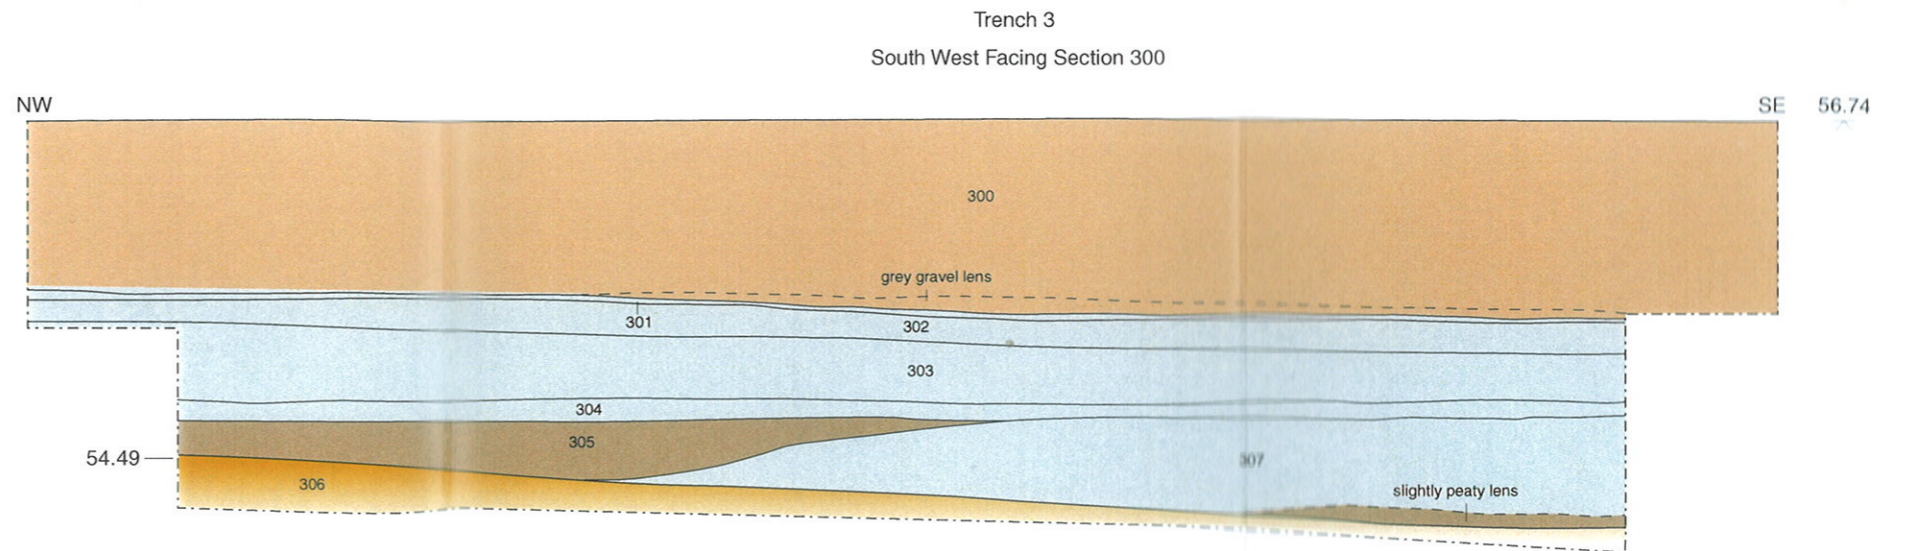 Trench 3
South West Facing Section 300
NW
SE 56.74
300
grey gravel lens
301
302
303
304
305
54.49
307
306
slightly peaty lens